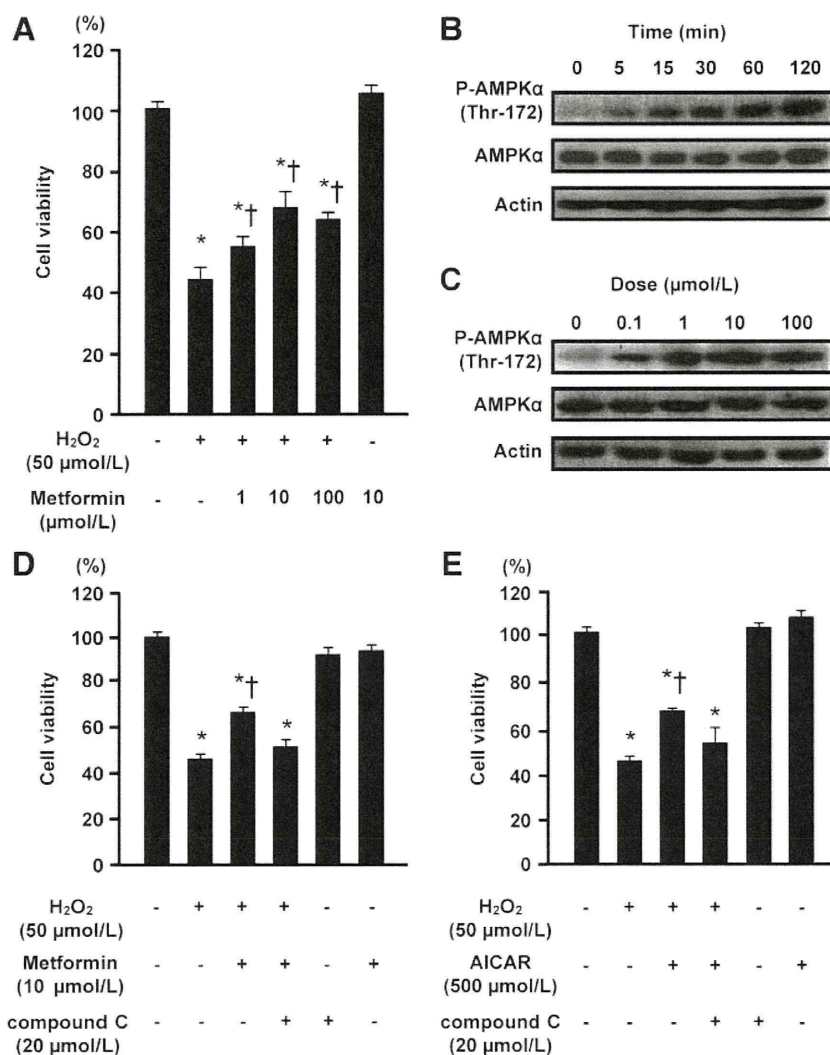 A
(%)
120
100
80
60
40
20
0
Cell viability
*
*†
*†
*†
H₂O₂
(50 µmol/L)
- + + + + -
Metformin
(µmol/L)
- - 1 10 100 10
B
Time (min)
0 5 15 30 60 120
P-AMPKα
(Thr-172)
AMPKα
Actin
C
Dose (µmol/L)
0 0.1 1 10 100
P-AMPKα
(Thr-172)
AMPKα
Actin
D
(%)
120
100
80
60
40
20
0
Cell viability
*
*†
*
H₂O₂
(50 µmol/L)
- + + + - -
Metformin
(10 µmol/L)
- - + + - +
compound C
(20 µmol/L)
- - - + + -
E
(%)
120
100
80
60
40
20
0
Cell viability
*
*†
*
H₂O₂
(50 µmol/L)
- + + + - -
AICAR
(500 µmol/L)
- - + + - +
compound C
(20 µmol/L)
- - - + + -